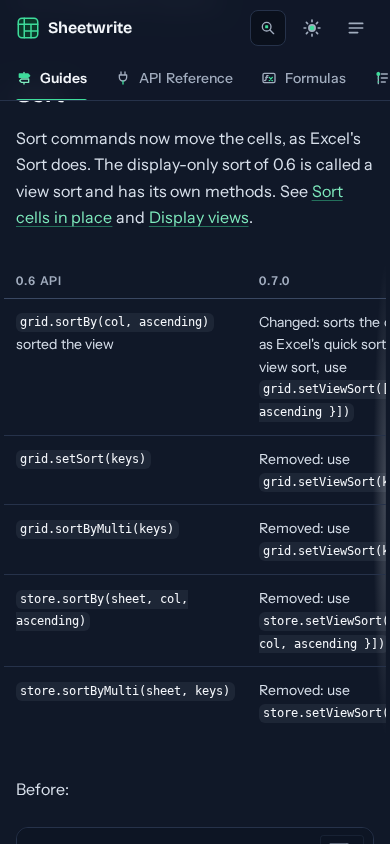 Sheetwrite
Guides
API Reference
Formulas
Sort
Sort commands now move the cells, as Excel's
Sort does. The display-only sort of 0.6 is called a
view sort and has its own methods. See Sort
cells in place and Display views.
0.6 API
0.7.0
grid.sortBy(col, ascending)
sorted the view
Changed: sorts the
as Excel's quick sort
view sort, use
grid.setViewSort([
ascending }])
grid.setSort(keys)
Removed: use
grid.setViewSort(k
grid.sortByMulti(keys)
Removed: use
grid.setViewSort(k
store.sortBy(sheet, col,
ascending)
Removed: use
store.setViewSort(
col, ascending }])
store.sortByMulti(sheet, keys)
Removed: use
store.setViewSort(
Before: